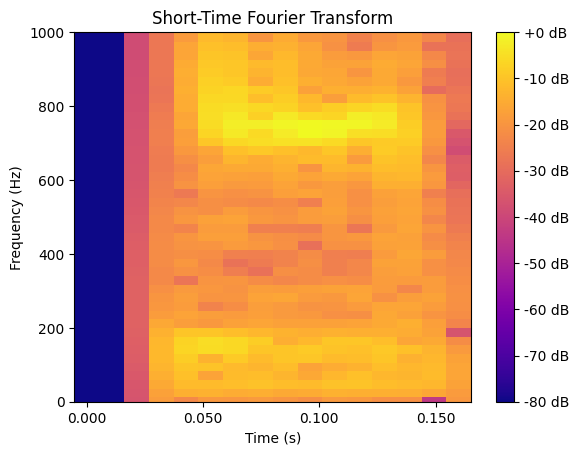 Short-Time Fourier Transform
1000
800
600
400
200
0
Frequency (Hz)
0.000
0.050
0.100
0.150
Time (s)
+0 dB
-10 dB
-20 dB
-30 dB
-40 dB
-50 dB
-60 dB
-70 dB
-80 dB